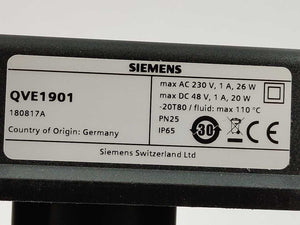 SIEMENS
QVE1901
180817A
Country of Origin: Germany
max AC 230 V, 1 A, 26 W
max DC 48 V, 1 A, 20 W
-20T80 / fluid: max 110 °C
PN25
IP65
30
Siemens Switzerland Ltd